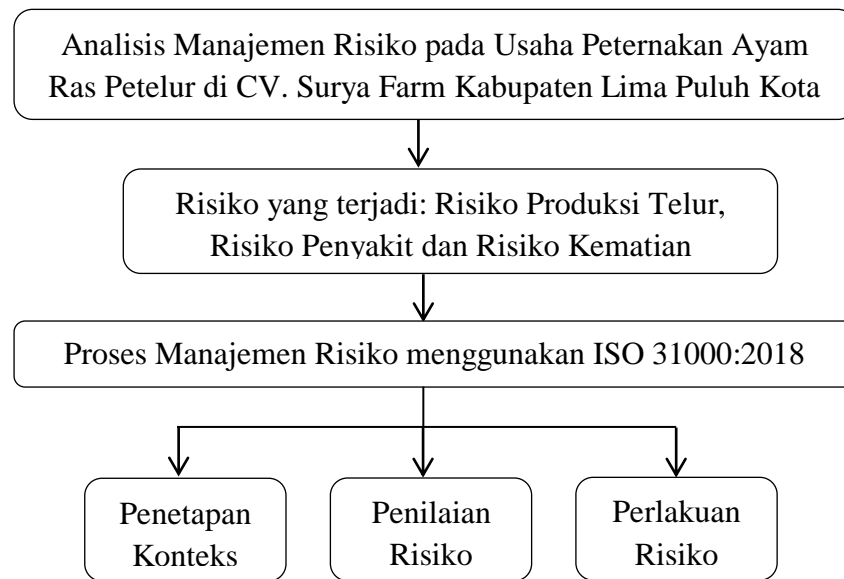 Analisis Manajemen Risiko pada Usaha Peternakan Ayam
Ras Petelur di CV. Surya Farm Kabupaten Lima Puluh Kota
Risiko yang terjadi: Risiko Produksi Telur,
Risiko Penyakit dan Risiko Kematian
Proses Manajemen Risiko menggunakan ISO 31000:2018
Penetapan
Konteks
Penilaian
Risiko
Perlakuan
Risiko